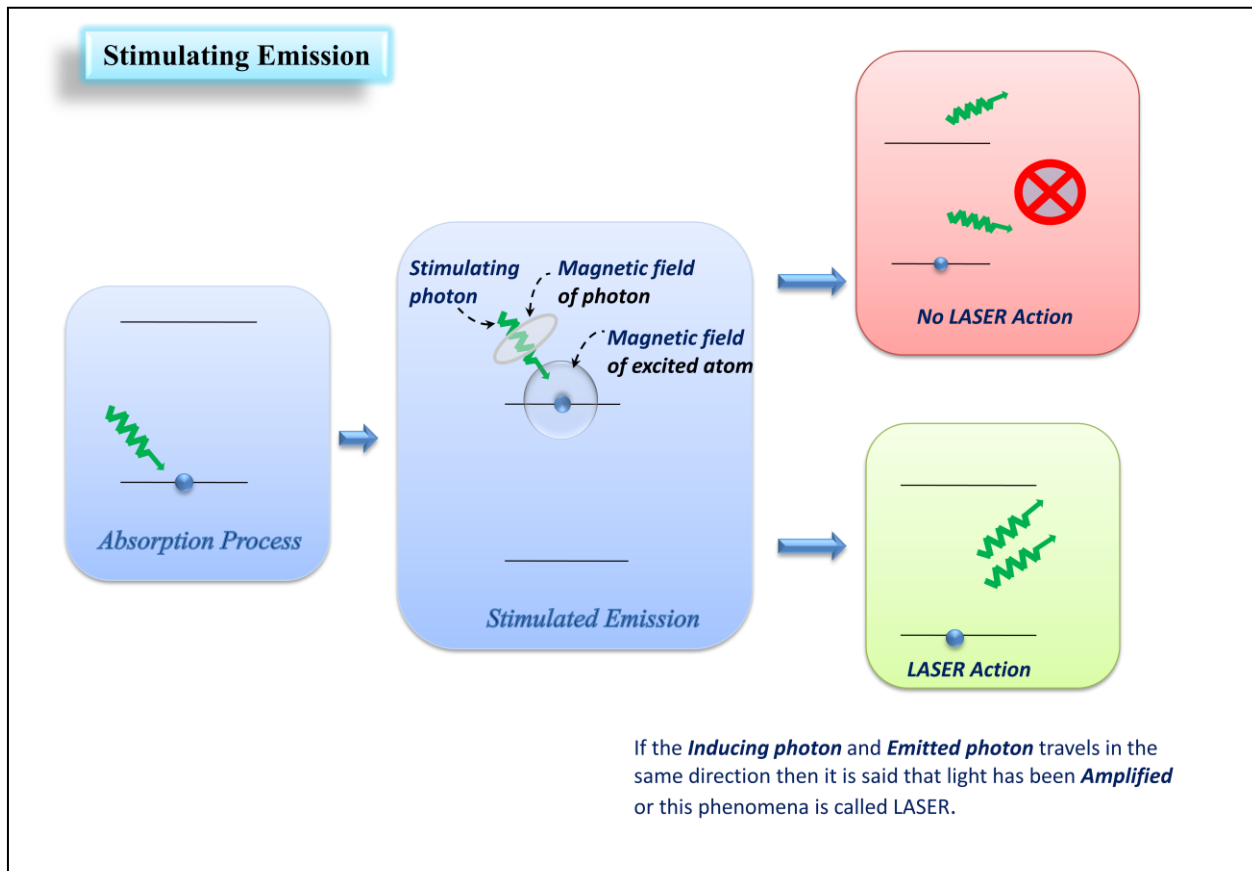 Stimulating Emission
Absorption Process
Stimulating
photon
Magnetic field
of photon
Magnetic field
of excited atom
Stimulated Emission
No LASER Action
LASER Action
If the Inducing photon and Emitted photon travels in the
same direction then it is said that light has been Amplified
or this phenomena is called LASER.